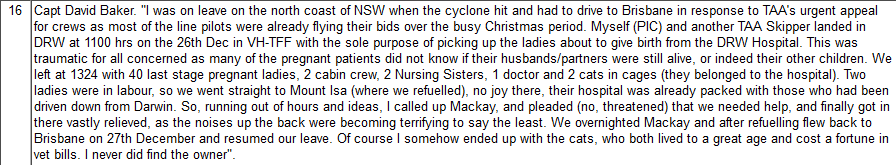 16 Capt David Baker. "I was on leave on the north coast of NSW when the cyclone hit and had to drive to Brisbane in response to TAA's urgent appeal
for crews as most of the line pilots were already flying their bids over the busy Christmas period. Myself (PIC) and another TAA Skipper landed in
DRW at 1100 hrs on the 26th Dec in VH-TFF with the sole purpose of picking up the ladies about to give birth from the DRW Hospital. This was
traumatic for all concerned as many of the pregnant patients did not know if their husbands/partners were still alive, or indeed their other children. We
left at 1324 with 40 last stage pregnant ladies, 2 cabin crew, 2 Nursing Sisters, 1 doctor and 2 cats in cages (they belonged to the hospital). Two
ladies were in labour, so we went straight to Mount Isa (where we refuelled), no joy there, their hospital was already packed with those who had been
driven down from Darwin. So, running out of hours and ideas, I called up Mackay, and pleaded (no, threatened) that we needed help, and finally got in
there vastly relieved, as the noises up the back were becoming terrifying to say the least. We overnighted Mackay and after refuelling flew back to
Brisbane on 27th December and resumed our leave. Of course I somehow ended up with the cats, who both lived to a great age and cost a fortune in
vet bills. I never did find the owner".